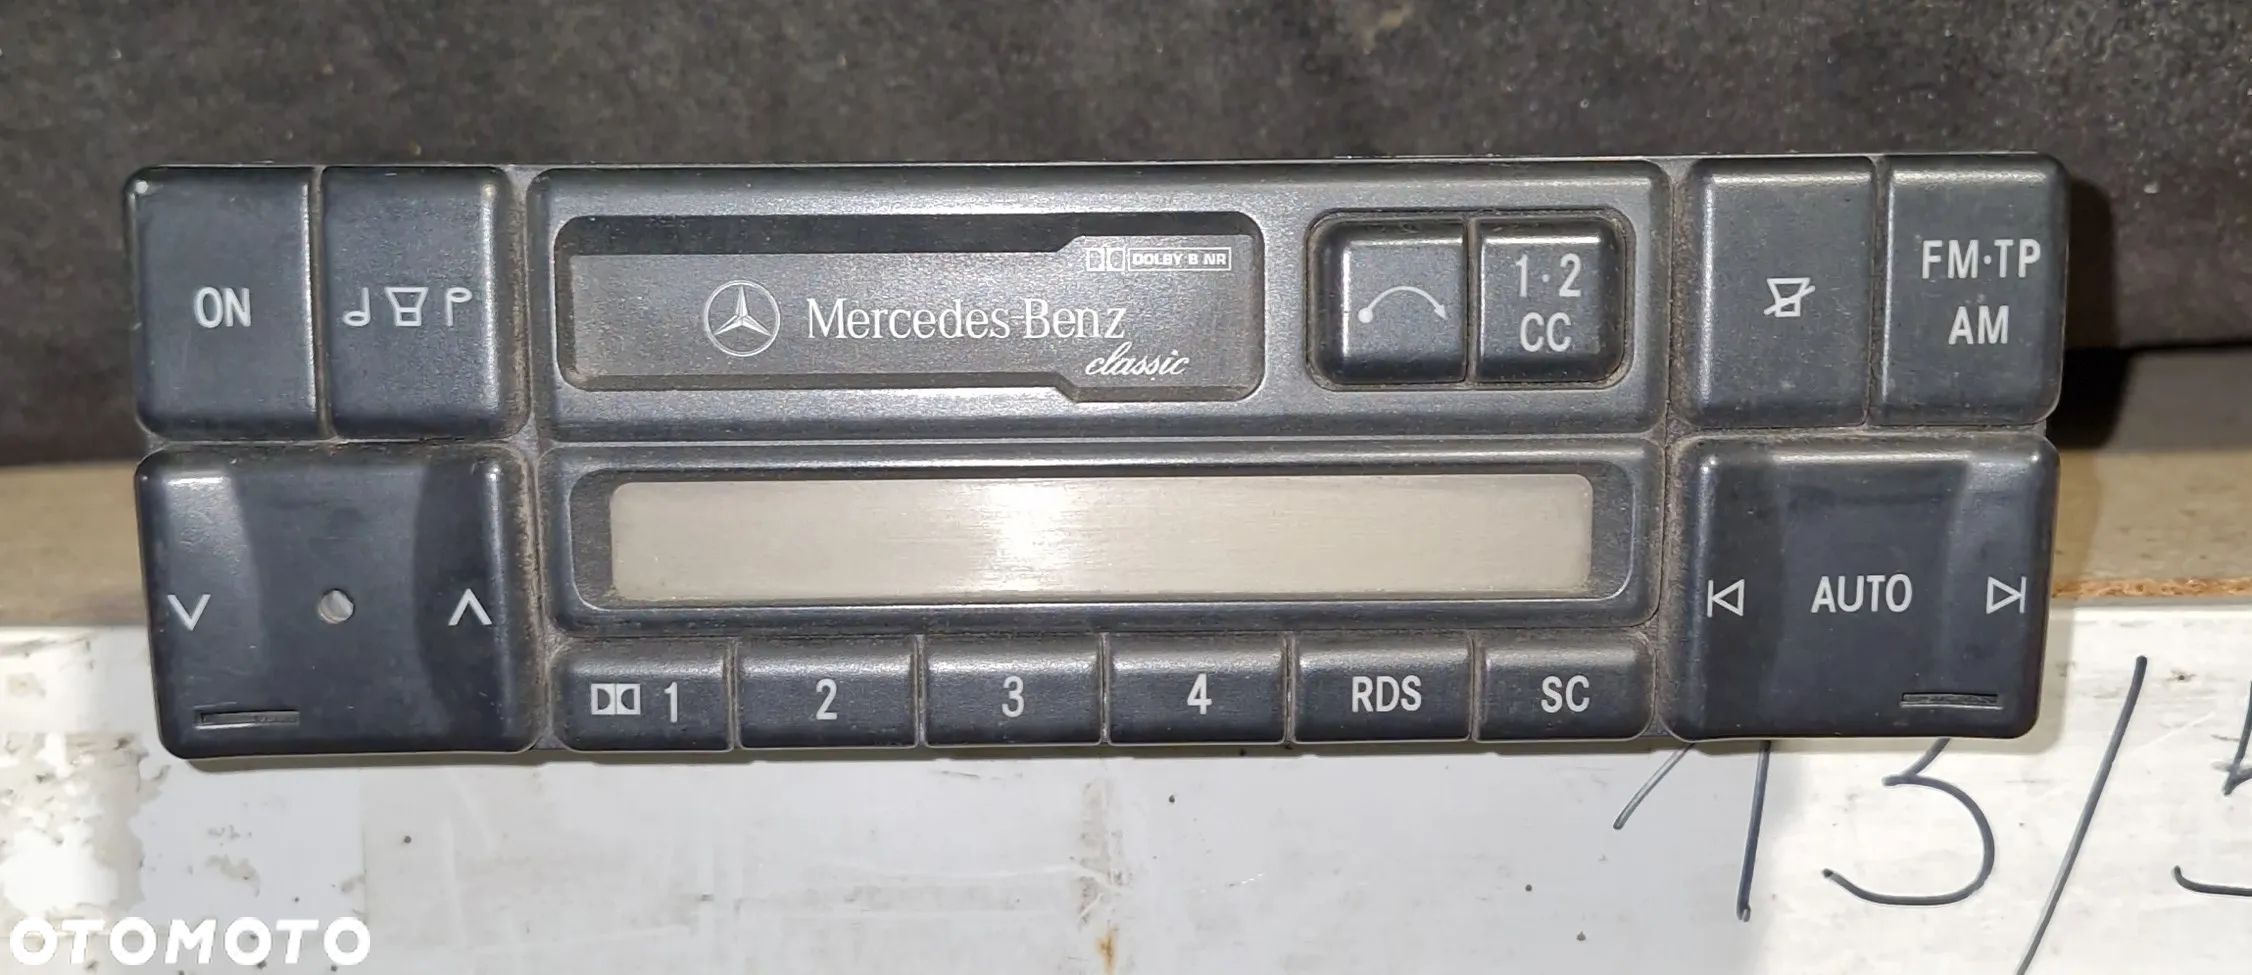 ON
DOLBY B NR
Mercedes-Benz
classic
1·2
CC
FM·TP
AM
AUTO
1
2
3
4
RDS
SC
13/5
OTOMOTO